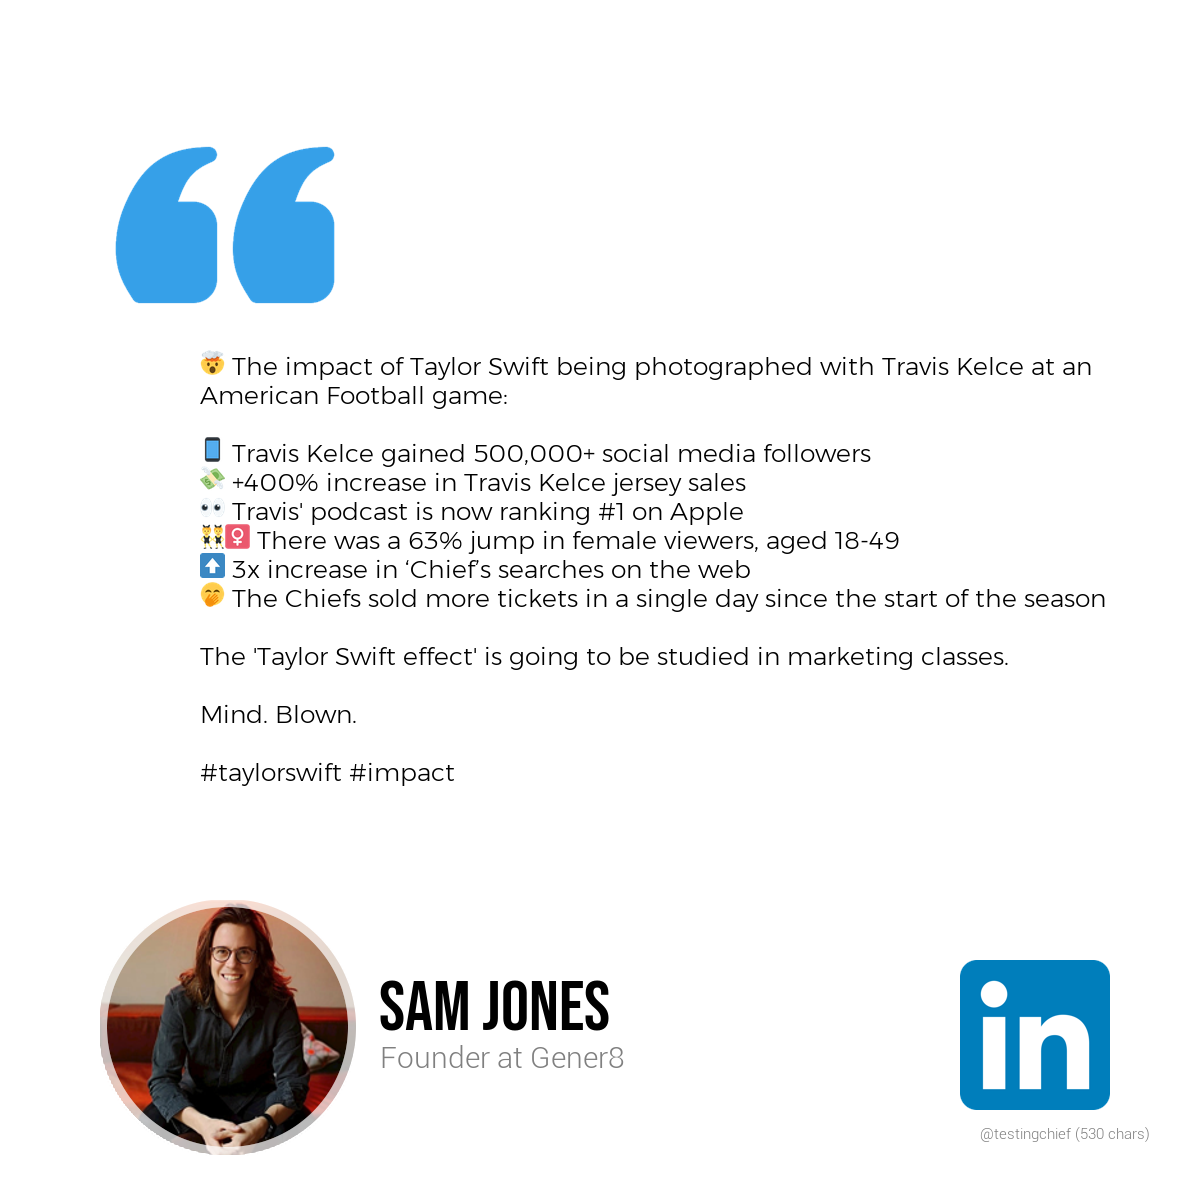 🤯 The impact of Taylor Swift being photographed with Travis Kelce at an
American Football game:
📱 Travis Kelce gained 500,000+ social media followers
💸 +400% increase in Travis Kelce jersey sales
👀 Travis' podcast is now ranking #1 on Apple
👯♀ There was a 63% jump in female viewers, aged 18-49
⬆ 3x increase in ‘Chief’s searches on the web
🤭 The Chiefs sold more tickets in a single day since the start of the season
The 'Taylor Swift effect' is going to be studied in marketing classes.
Mind. Blown.
#taylorswift #impact
SAM JONES
Founder at Gener8
in
@testingchief (530 chars)